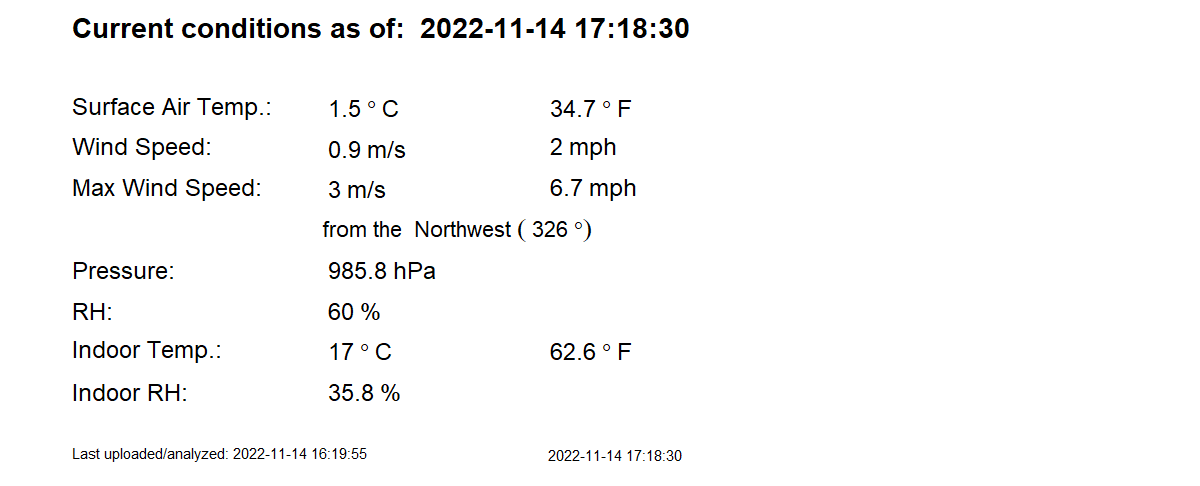 Current conditions as of:  2022-11-14 17:18:30
Surface Air Temp.: 1.5 ° C 34.7 ° F
Wind Speed: 0.9 m/s 2 mph
Max Wind Speed: 3 m/s 6.7 mph
from the  Northwest ( 326 °)
Pressure: 985.8 hPa
RH: 60 %
Indoor Temp.: 17 ° C 62.6 ° F
Indoor RH: 35.8 %
Last uploaded/analyzed: 2022-11-14 16:19:55 2022-11-14 17:18:30